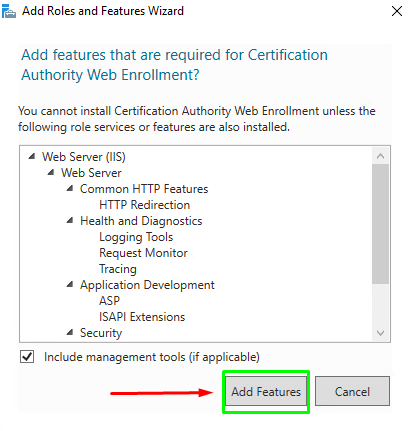 Add Roles and Features Wizard
Add features that are required for Certification
Authority Web Enrollment?
You cannot install Certification Authority Web Enrollment unless the
following role services or features are also installed.
Web Server (IIS)
Web Server
Common HTTP Features
HTTP Redirection
Health and Diagnostics
Logging Tools
Request Monitor
Tracing
Application Development
ASP
ISAPI Extensions
Security
Include management tools (if applicable)
Add Features
Cancel